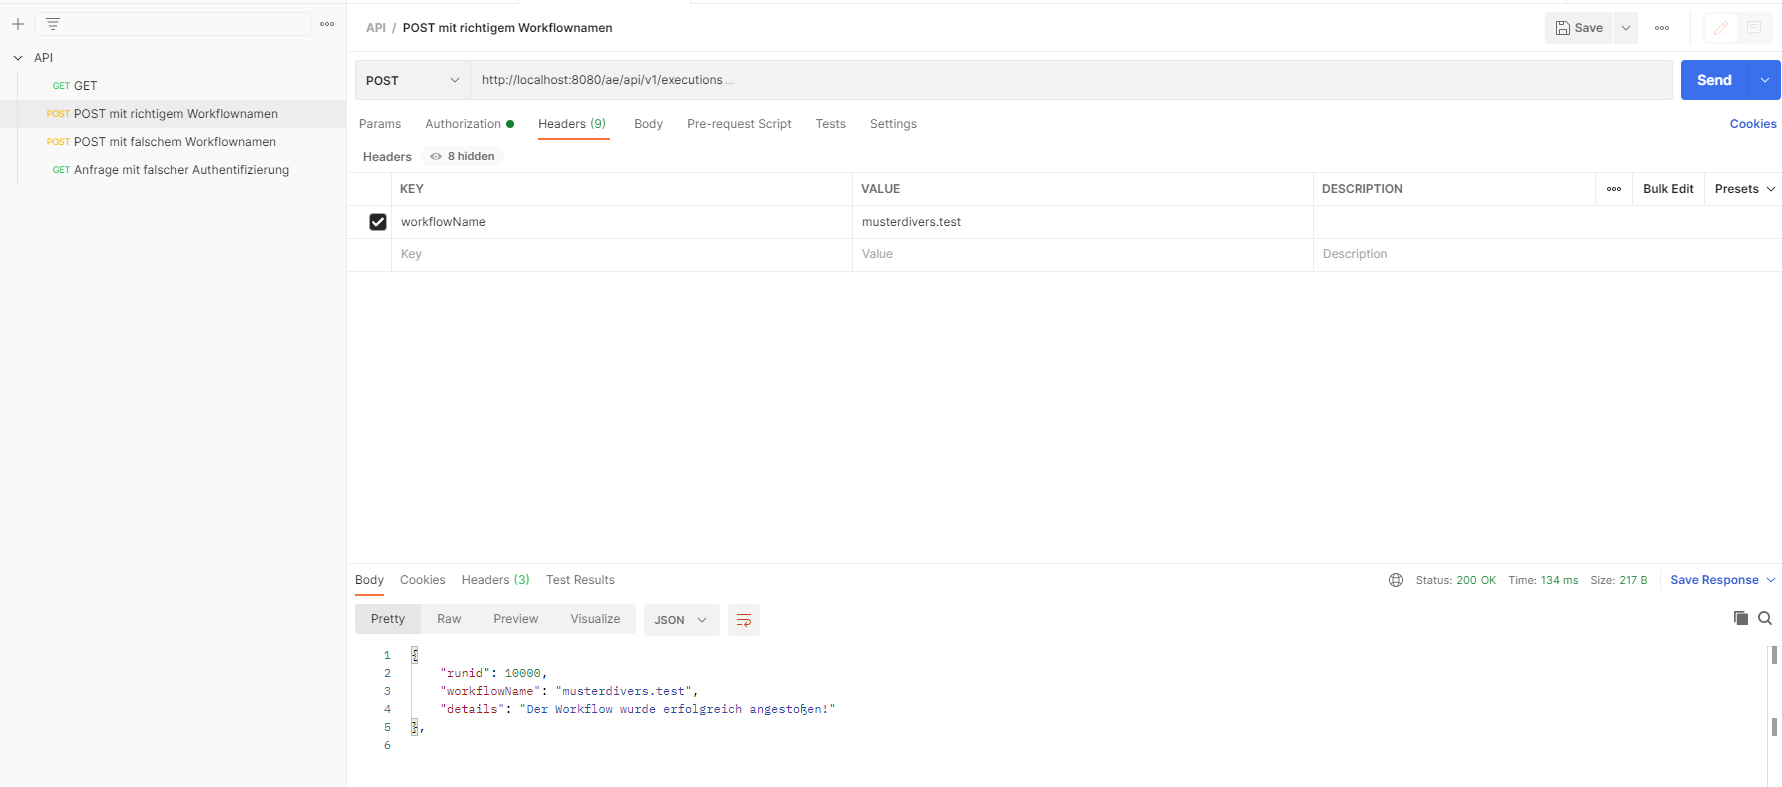 API
GET GET
POST POST mit richtigem Workflownamen
POST POST mit falschem Workflownamen
GET Anfrage mit falscher Authentifizierung
API / POST mit richtigem Workflownamen
Save
POST
http://localhost:8080/ae/api/v1/executions ...
Send
Params Authorization Headers (9) Body Pre-request Script Tests Settings Cookies
Headers 8 hidden
KEY VALUE DESCRIPTION Bulk Edit Presets
workflowName musterdivers.test
Key Value Description
Body Cookies Headers (3) Test Results Status: 200 OK Time: 134 ms Size: 217 B Save Response
Pretty Raw Preview Visualize JSON
1 {
2 "runid": 10000,
3 "workflowName": "musterdivers.test",
4 "details": "Der Workflow wurde erfolgreich angestoßen!"
5 },
6